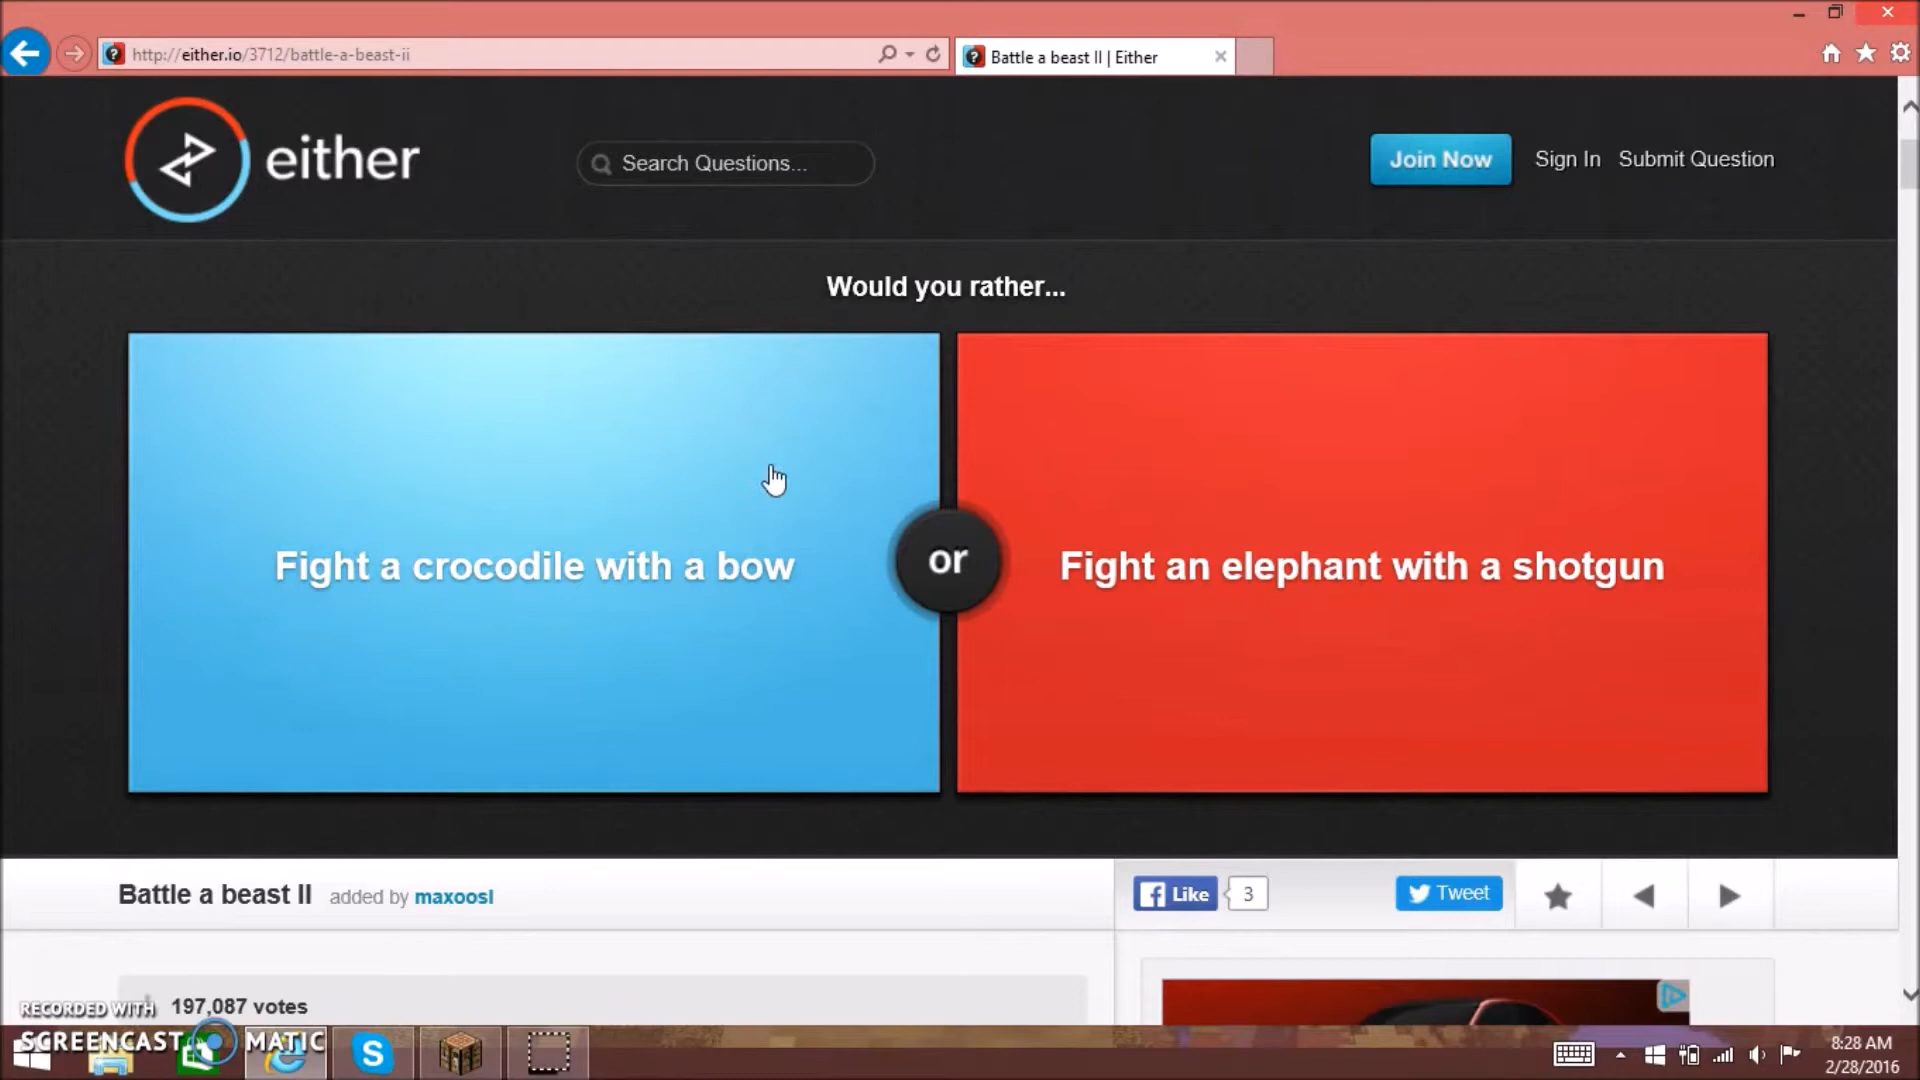 http://either.io/3712/battle-a-beast-ii
Battle a beast II | Either
either
Search Questions...
Join Now
Sign In
Submit Question
Would you rather...
Fight a crocodile with a bow
or
Fight an elephant with a shotgun
Battle a beast II added by maxoosl
Like
3
Tweet
197,087 votes
RECORDED WITH
SCREENCAST MATIC
8:28 AM
2/28/2016